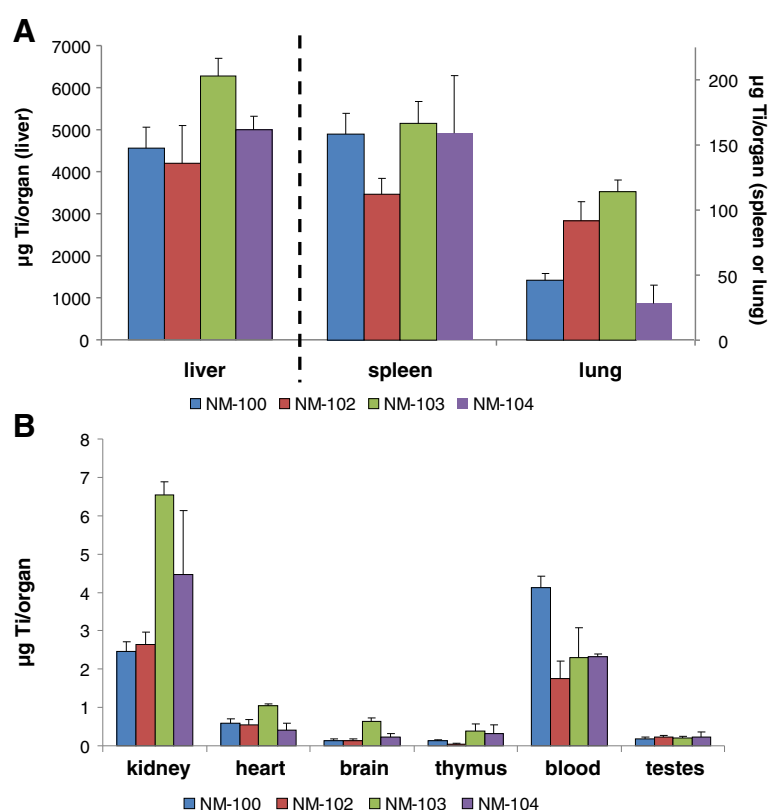 A
µg Ti/organ (liver)
7000
6000
5000
4000
3000
2000
1000
0
200
150
100
50
0
µg Ti/organ (spleen or lung)
liver spleen lung
NM-100 NM-102 NM-103 NM-104
B
µg Ti/organ
8
7
6
5
4
3
2
1
0
kidney heart brain thymus blood testes
NM-100 NM-102 NM-103 NM-104